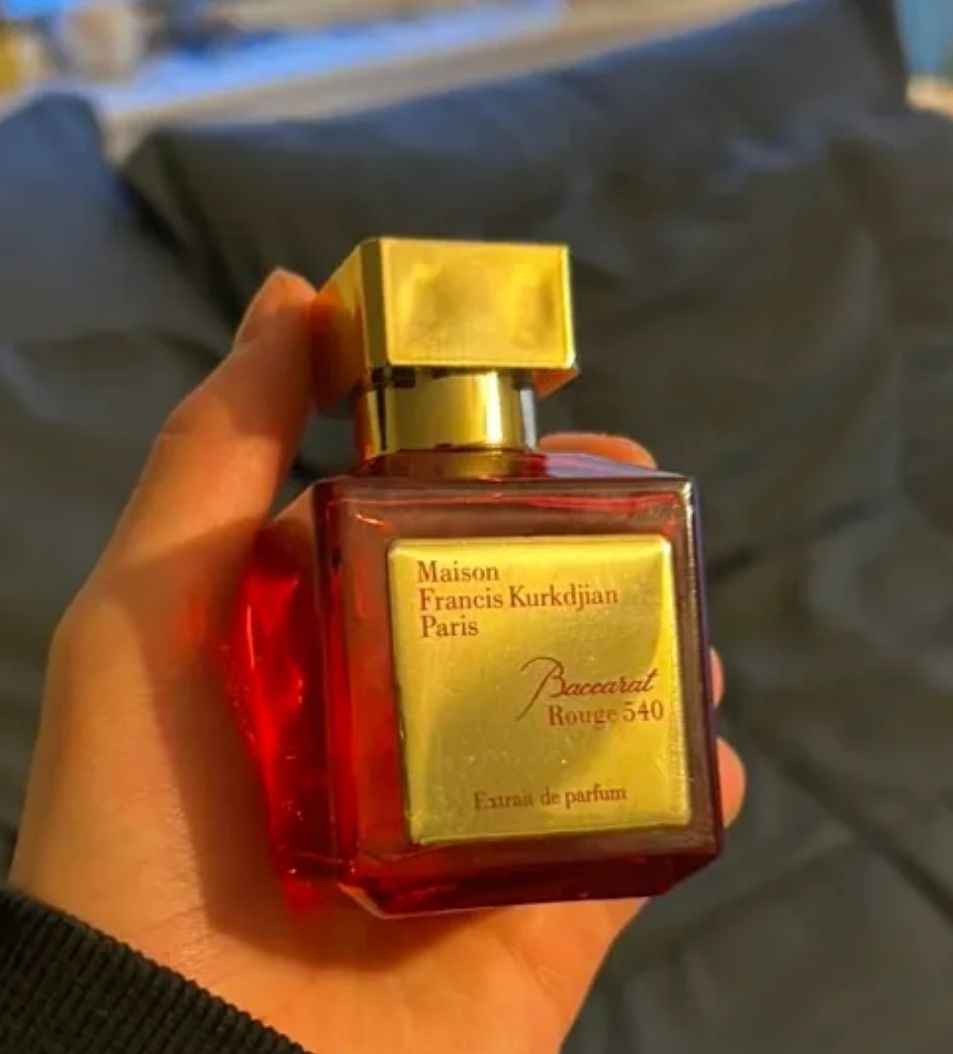 Maison
Francis Kurkdjian
Paris
Baccarat
Rouge 540
Extrait de parfum